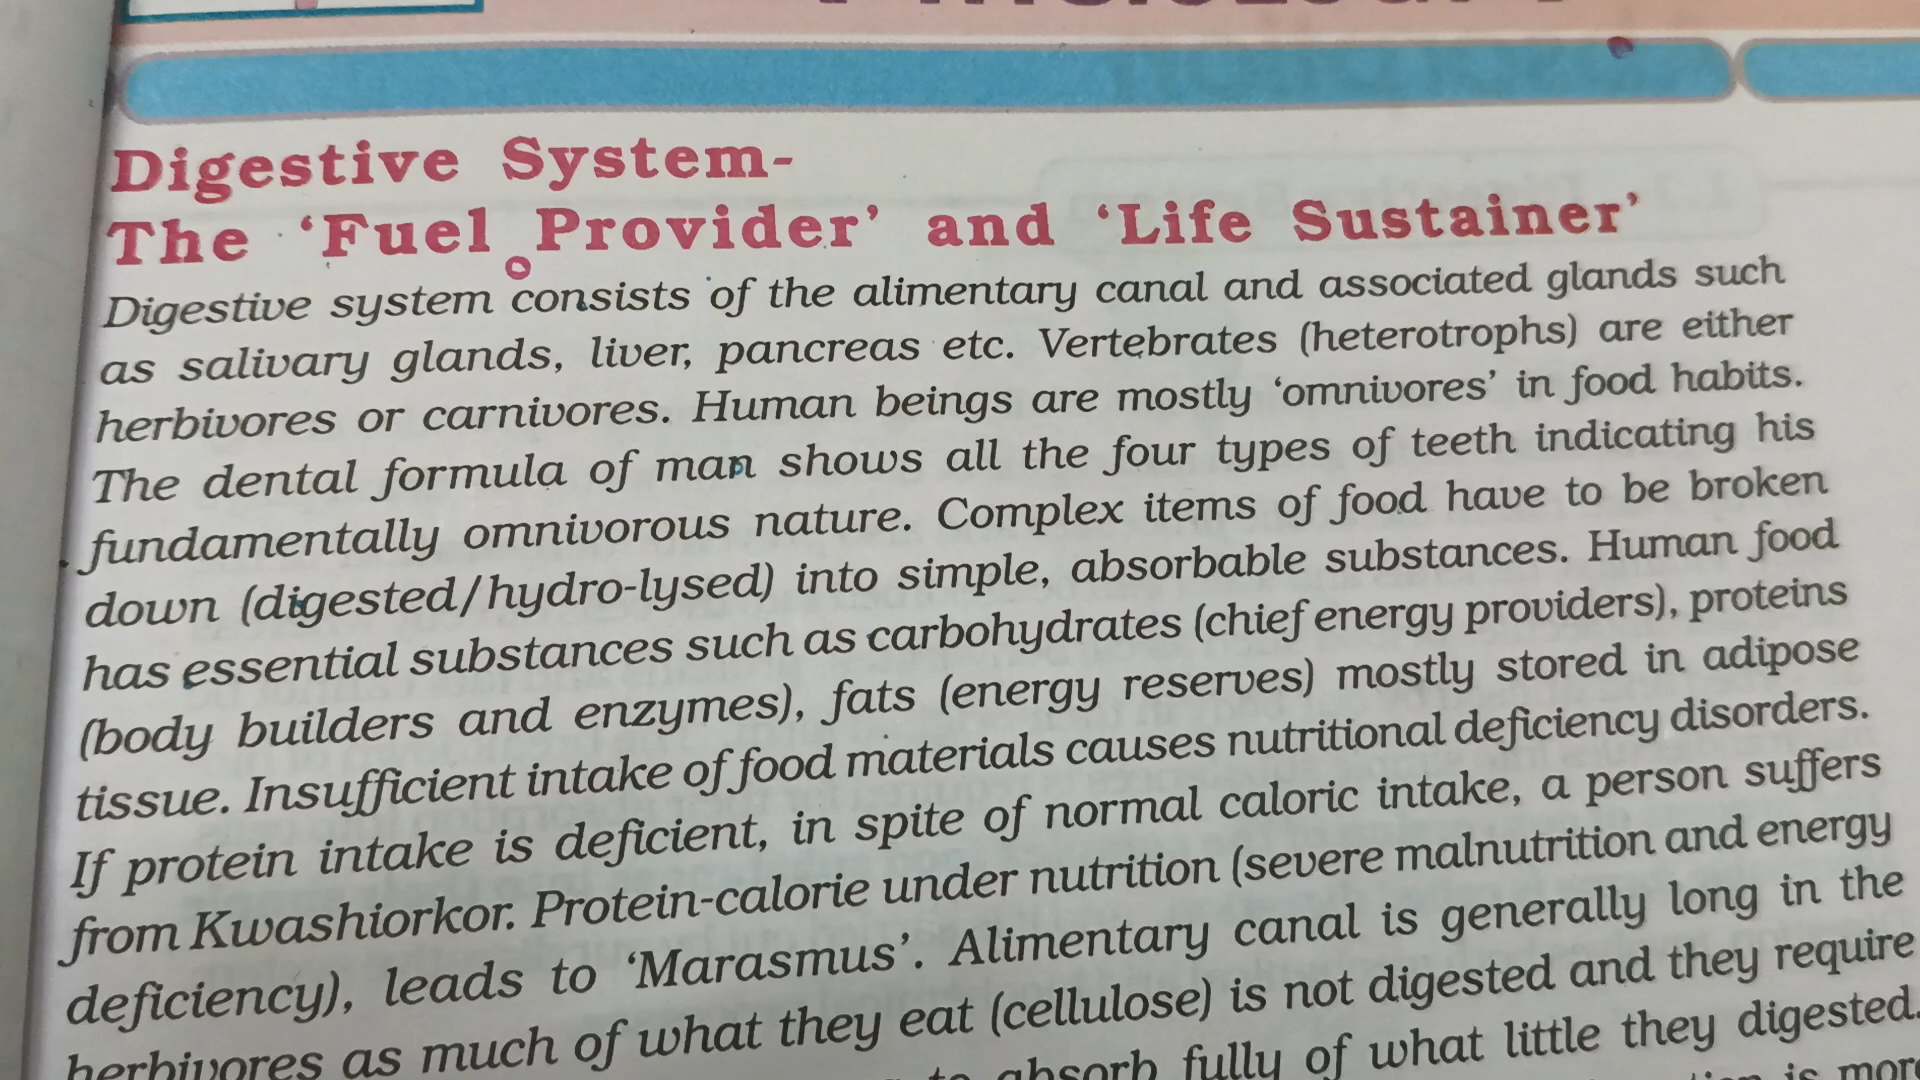 Digestive System-
The 'Fuel Provider' and 'Life Sustainer'
Digestive system consists of the alimentary canal and associated glands such
as salivary glands, liver, pancreas etc. Vertebrates (heterotrophs) are either
herbivores or carnivores. Human beings are mostly 'omnivores' in food habits.
The dental formula of man shows all the four types of teeth indicating his
fundamentally omnivorous nature. Complex items of food have to be broken
down (digested/hydro-lysed) into simple, absorbable substances. Human food
has essential substances such as carbohydrates (chief energy providers), proteins
(body builders and enzymes), fats (energy reserves) mostly stored in adipose
tissue. Insufficient intake of food materials causes nutritional deficiency disorders.
If protein intake is deficient, in spite of normal caloric intake, a person suffers
from Kwashiorkor. Protein-calorie under nutrition (severe malnutrition and energy
deficiency), leads to 'Marasmus'. Alimentary canal is generally long in the
herbivores as much of what they eat (cellulose) is not digested and they require
to absorb fully of what little they digested.
is more